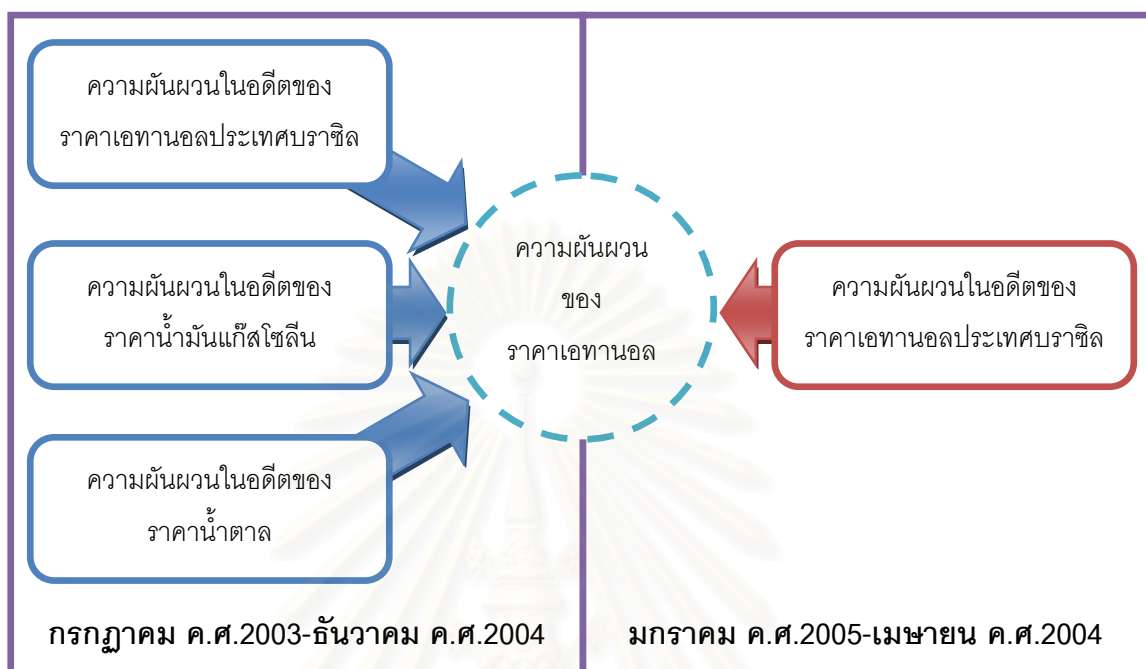 ความผันผวนในอดีตของ
ราคาเอทานอลประเทศบราซิล
ความผันผวนในอดีตของ
ราคาน้ำมันแก๊สโซลีน
ความผันผวนในอดีตของ
ราคาน้ำตาล
ความผันผวน
ของ
ราคาเอทานอล
ความผันผวนในอดีตของ
ราคาเอทานอลประเทศบราซิล
กรกฏาคม ค.ศ.2003-ธันวาคม ค.ศ.2004
มกราคม ค.ศ.2005-เมษายน ค.ศ.2004